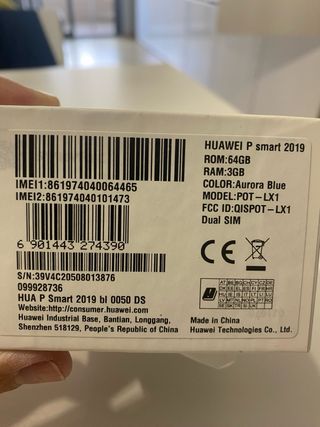 HUAWEI P smart 2019
ROM:64GB
RAM:3GB
COLOR:Aurora Blue
MODEL:POT-LX1
FCC ID:QISPOT-LX1
Dual SIM
IMEI1:861974040064465
IMEI2:861974040101473
6 901443 274390
S/N:39V4C20508013876
099928736
HUA P Smart 2019 bl 0050 DS
Website:http://consumer.huawei.com
Huawei Industrial Base, Bantian, Longgang,
Shenzhen 518129, People's Republic of China
CE
Made in China
Huawei Technologies Co., Ltd.